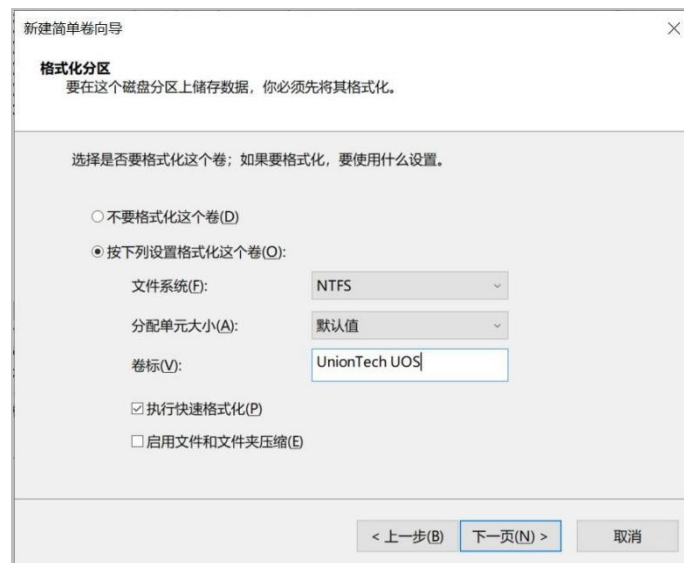 新建简单卷向导
格式化分区
要在这个磁盘分区上储存数据，你必须先将其格式化。
选择是否要格式化这个卷；如果要格式化，要使用什么设置。
不要格式化这个卷(D)
按下列设置格式化这个卷(O):
文件系统(F): NTFS
分配单元大小(A): 默认值
卷标(V): UnionTech UOS
执行快速格式化(P)
启用文件和文件夹压缩(E)
< 上一步(B) 下一页(N) > 取消